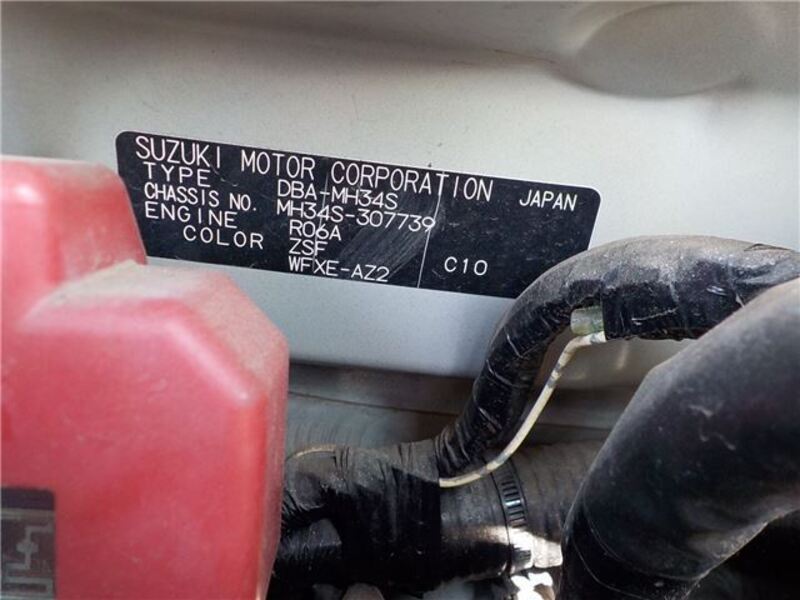 SUZUKI MOTOR CORPORATION JAPAN
TYPE DBA-MH34S
CHASSIS NO. MH34S-307739
ENGINE R06A
COLOR ZSF
WFXE-AZ2 C10